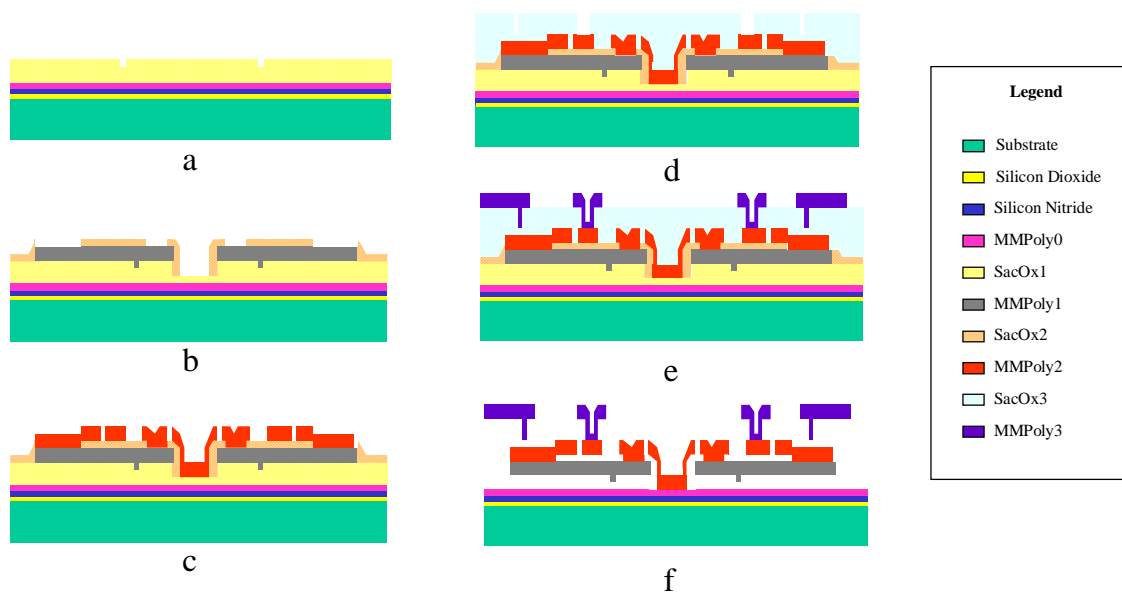 a
b
c
d
e
f
Legend
Substrate
Silicon Dioxide
Silicon Nitride
MMPoly0
SacOx1
MMPoly1
SacOx2
MMPoly2
SacOx3
MMPoly3